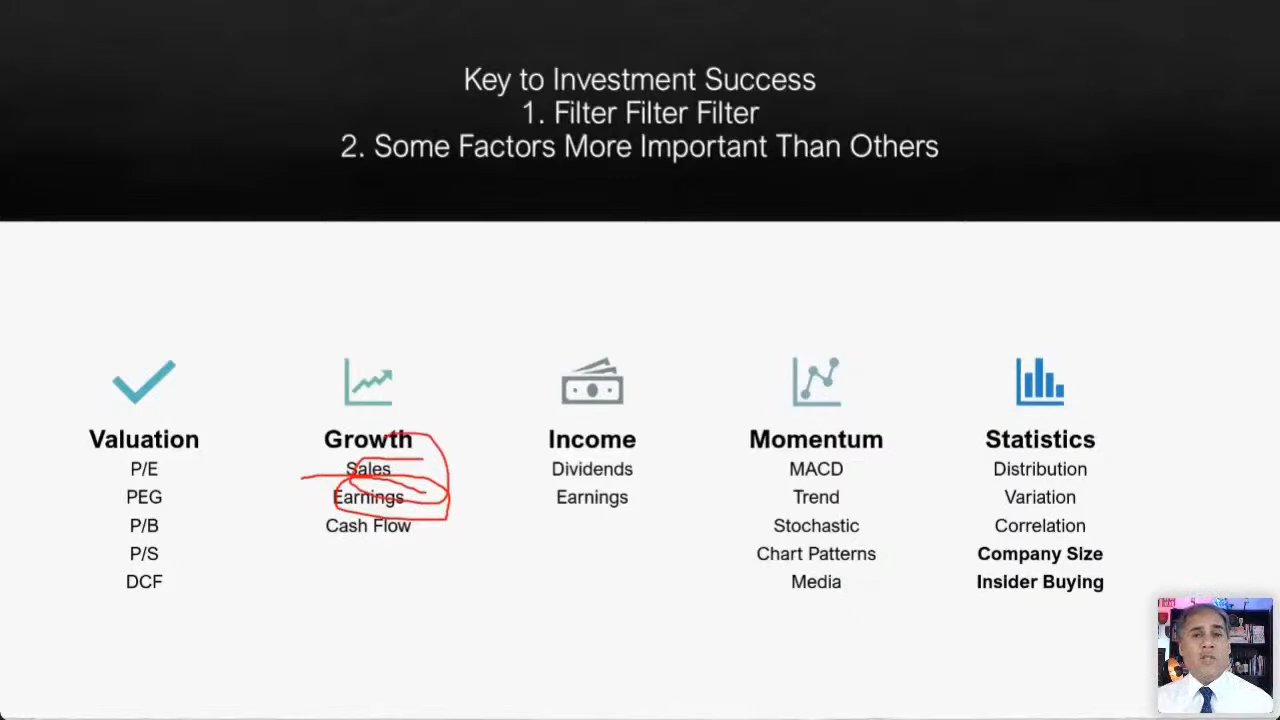 Key to Investment Success
1. Filter Filter Filter
2. Some Factors More Important Than Others
Valuation
P/E
PEG
P/B
P/S
DCF
Growth
Sales
Earnings
Cash Flow
Income
Dividends
Earnings
Momentum
MACD
Trend
Stochastic
Chart Patterns
Media
Statistics
Distribution
Variation
Correlation
Company Size
Insider Buying